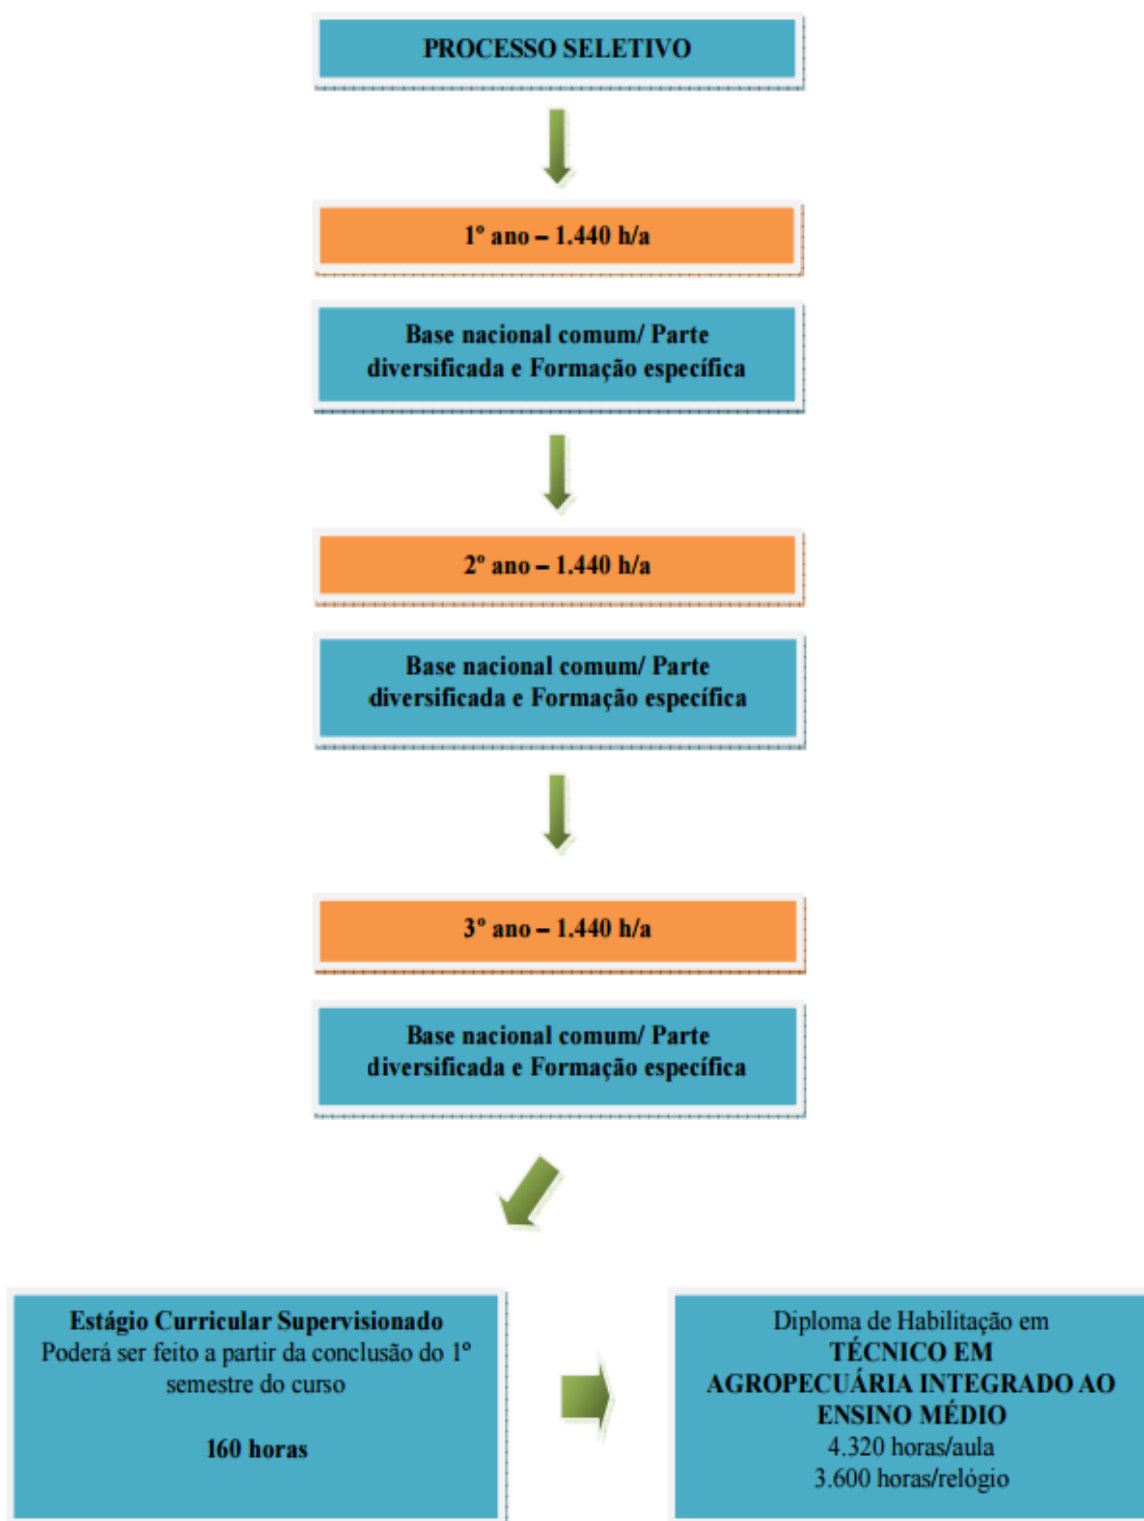 PROCESSO SELETIVO
1º ano – 1.440 h/a
Base nacional comum/ Parte
diversificada e Formação específica
2º ano – 1.440 h/a
Base nacional comum/ Parte
diversificada e Formação específica
3º ano – 1.440 h/a
Base nacional comum/ Parte
diversificada e Formação específica
Estágio Curricular Supervisionado
Poderá ser feito a partir da conclusão do 1º
semestre do curso
160 horas
Diploma de Habilitação em
TÉCNICO EM
AGROPECUÁRIA INTEGRADO AO
ENSINO MÉDIO
4.320 horas/aula
3.600 horas/relógio